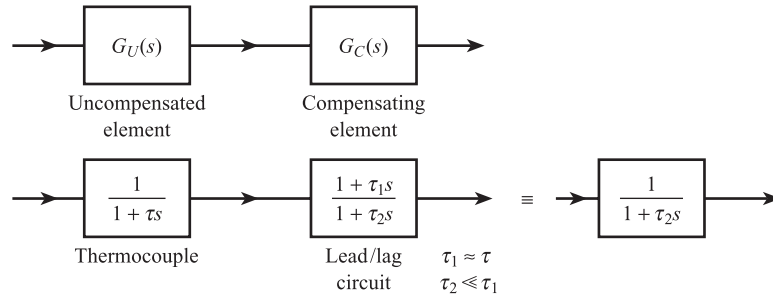 G_U(s)
G_C(s)
Uncompensated
element
Compensating
element
1
1 + τs
1 + τ₁s
1 + τ₂s
≡
1
1 + τ₂s
Thermocouple
Lead/lag
circuit
τ₁ ≈ τ
τ₂ ≪ τ₁